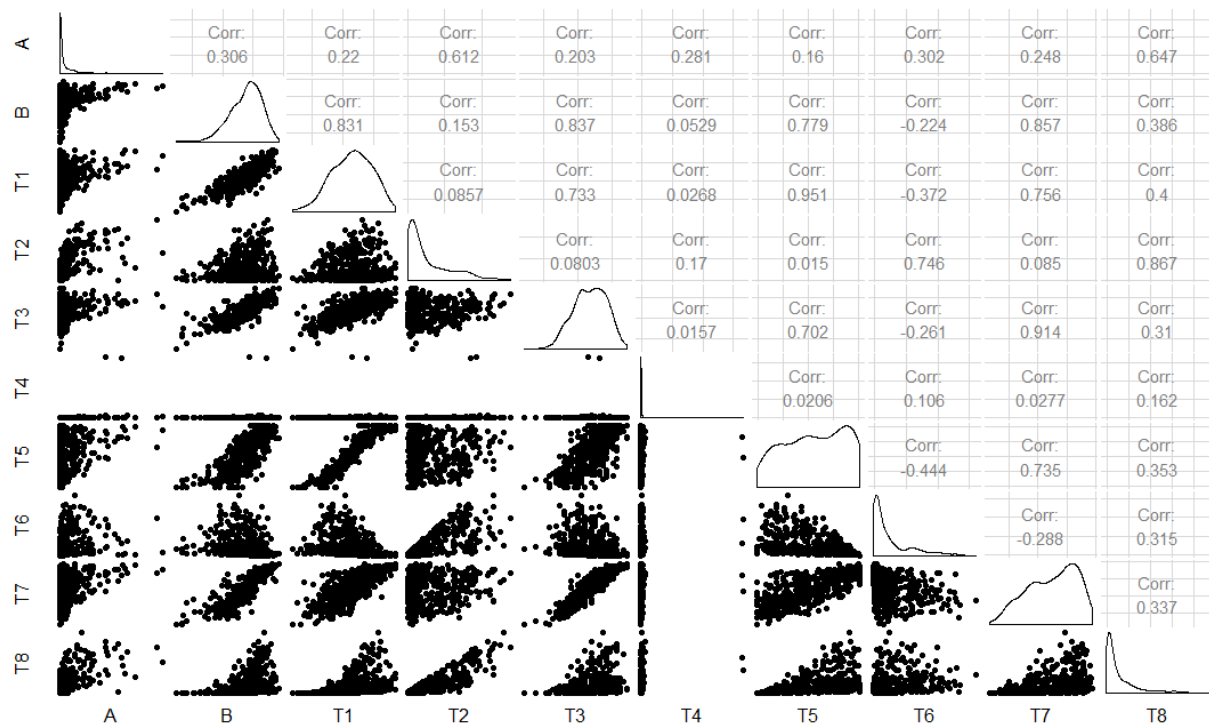 A
Corr: Corr: Corr: Corr: Corr: Corr: Corr: Corr: Corr:
0.306 0.22 0.612 0.203 0.281 0.16 0.302 0.248 0.647
B
Corr: Corr: Corr: Corr: Corr: Corr: Corr: Corr:
0.831 0.153 0.837 0.0529 0.779 -0.224 0.857 0.386
T1
Corr: Corr: Corr: Corr: Corr: Corr: Corr:
0.0857 0.733 0.0268 0.951 -0.372 0.756 0.4
T2
Corr: Corr: Corr: Corr: Corr: Corr:
0.0803 0.17 0.015 0.746 0.085 0.867
T3
Corr: Corr: Corr: Corr: Corr:
0.0157 0.702 -0.261 0.914 0.31
T4
Corr: Corr: Corr: Corr:
0.0206 0.106 0.0277 0.162
T5
Corr: Corr: Corr:
-0.444 0.735 0.353
T6
Corr: Corr:
-0.288 0.315
T7
Corr:
0.337
T8
A B T1 T2 T3 T4 T5 T6 T7 T8